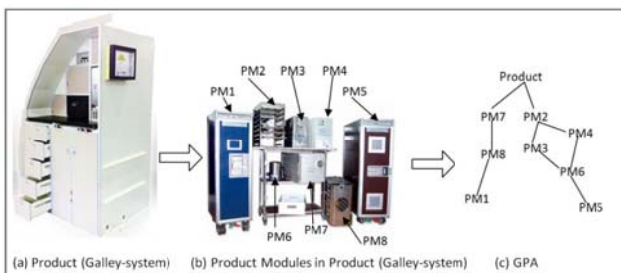 PM1
PM2
PM3
PM4
PM5
PM6
PM7
PM8
Product
PM7 PM2
PM4
PM3
PM8
PM6
PM1
PM5
(a) Product (Galley-system) (b) Product Modules in Product (Galley-system) (c) GPA